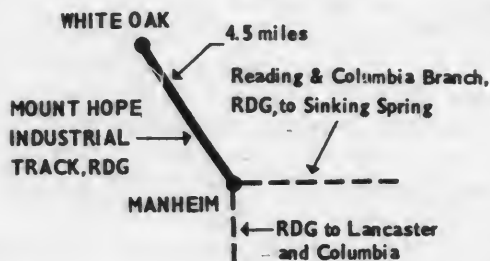 WHITE OAK
4.5 miles
Reading & Columbia Branch,
RDG, to Sinking Spring
MOUNT HOPE
INDUSTRIAL
TRACK, RDG
MANHEIM
RDG to Lancaster
and Columbia